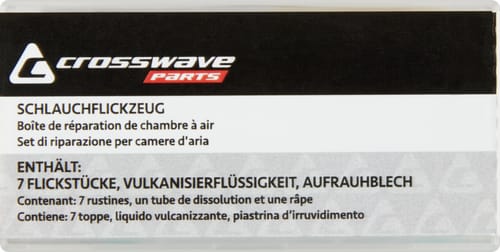 crosswave
PARTS
SCHLAUCHFLICKZEUG
Boîte de réparation de chambre à air
Set di riparazione per camere d'aria
ENTHÄLT:
7 FLICKSTÜCKE, VULKANISIERFLÜSSIGKEIT, AUFRAUHBLECH
Contenant: 7 rustines, un tube de dissolution et une râpe
Contiene: 7 toppe, liquido vulcanizzante, piastrina d'irruvidimento